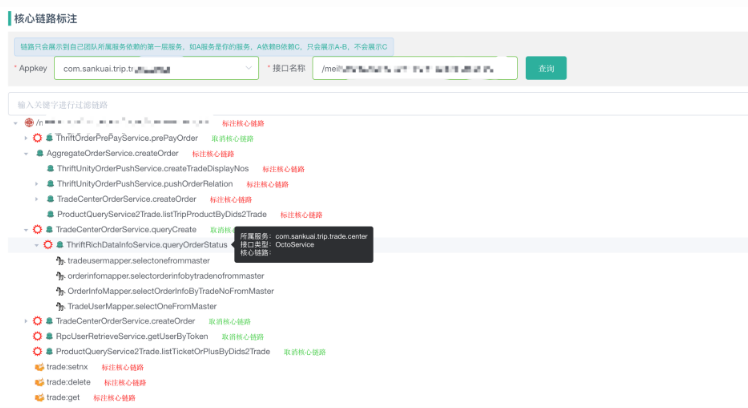 核心链路标注
链路只会展示到自己团队所属服务依赖的第一层服务，如A服务是你的服务，A依赖B依赖C，只会展示A-B，不会展示C
* Appkey com.sankuai.trip.tr * 接口名称 /mei 查询
输入关键字进行过滤链路
标注核心链路
ThriftOrderPrePayService.prePayOrder 取消核心链路
AggregateOrderService.createOrder 标注核心链路
ThriftUnityOrderPushService.createTradeDisplayNos 标注核心链路
ThriftUnityOrderPushService.pushOrderRelation 标注核心链路
TradeCenterOrderService.createOrder 标注核心链路
ProductQueryService2Trade.listTripProductByDids2Trade 标注核心链路
TradeCenterOrderService.queryCreate 取消核
所属服务：com.sankuai.trip.trade.center
ThriftRichDataInfoService.queryOrderStatus 接口类型：OctoService
核心链路：
tradeusermapper.selectonefrommaster
orderinfomapper.selectorderinfobytradenofrommaster
OrderInfoMapper.selectOrderInfoByTradeNoFromMaster
TradeUserMapper.selectOneFromMaster
TradeCenterOrderService.createOrder 取消核心链路
RpcUserRetrieveService.getUserByToken 取消核心链路
ProductQueryService2Trade.listTicketOrPlusByDids2Trade 取消核心链路
trade:setnx 标注核心链路
trade:delete 标注核心链路
trade:get 标注核心链路